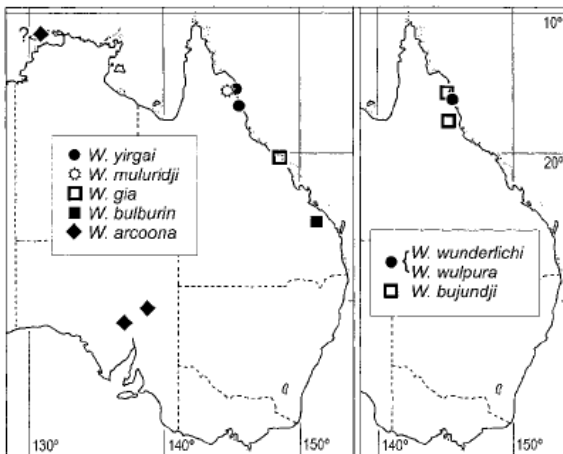 10°
?
W. yirgai
W. muluridji
W. gia
W. bulburin
W. arcoona
20°
W. wunderlichi
W. wulpura
W. bujundji
130°
140°
150°
140°
150°